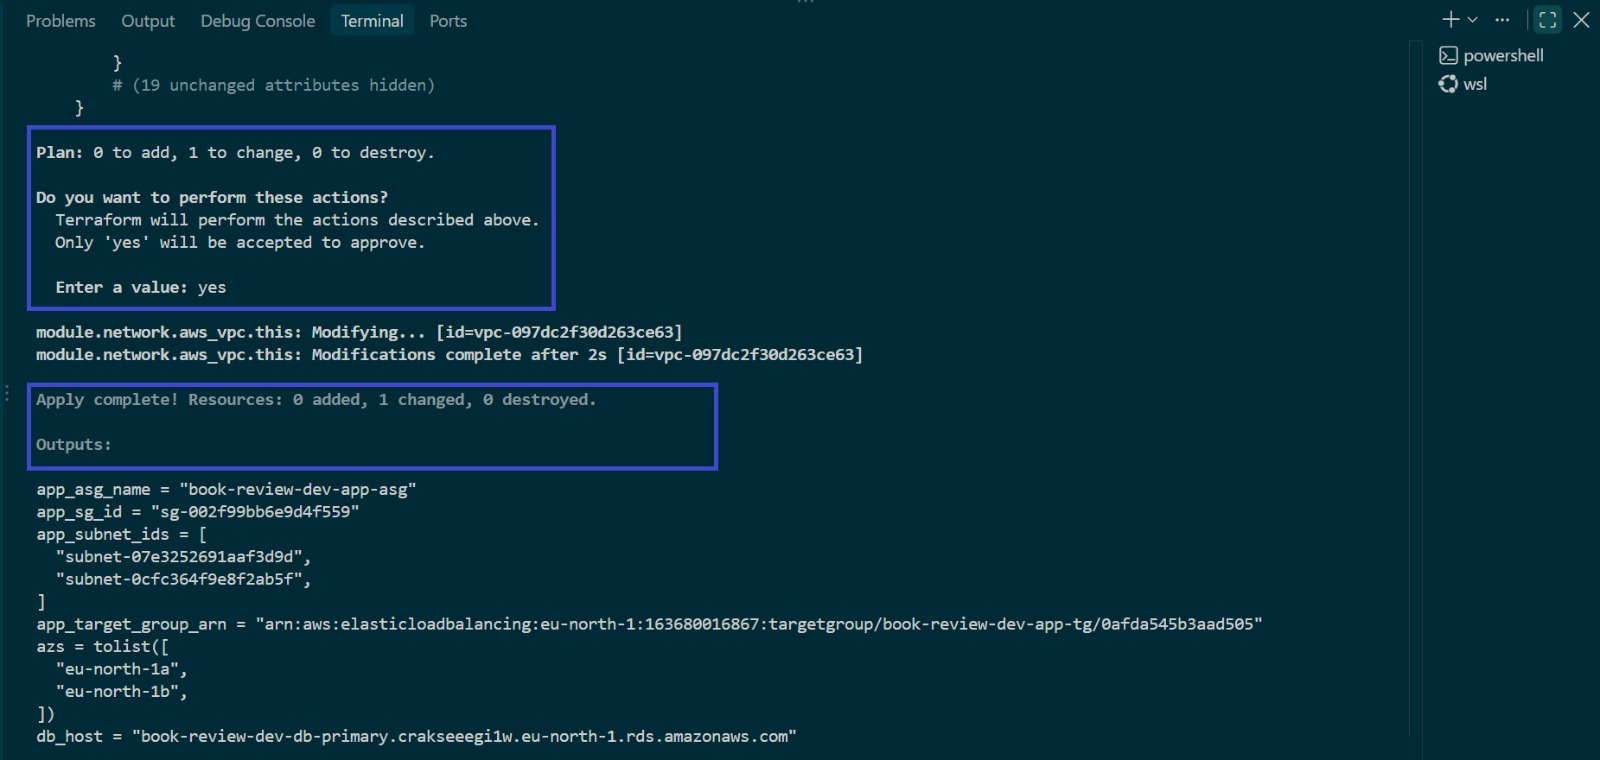 Problems Output Debug Console Terminal Ports
powershell
wsl
}
# (19 unchanged attributes hidden)
}
Plan: 0 to add, 1 to change, 0 to destroy.
Do you want to perform these actions?
Terraform will perform the actions described above.
Only 'yes' will be accepted to approve.
Enter a value: yes
module.network.aws_vpc.this: Modifying... [id=vpc-097dc2f30d263ce63]
module.network.aws_vpc.this: Modifications complete after 2s [id=vpc-097dc2f30d263ce63]
Apply complete! Resources: 0 added, 1 changed, 0 destroyed.
Outputs:
app_asg_name = "book-review-dev-app-asg"
app_sg_id = "sg-002f99bb6e9d4f559"
app_subnet_ids = [
"subnet-07e3252691aaf3d9d",
"subnet-0cfc364f9e8f2ab5f",
]
app_target_group_arn = "arn:aws:elasticloadbalancing:eu-north-1:163680016867:targetgroup/book-review-dev-app-tg/0afda545b3aad505"
azs = tolist([
"eu-north-1a",
"eu-north-1b",
])
db_host = "book-review-dev-db-primary.crakseeegi1w.eu-north-1.rds.amazonaws.com"